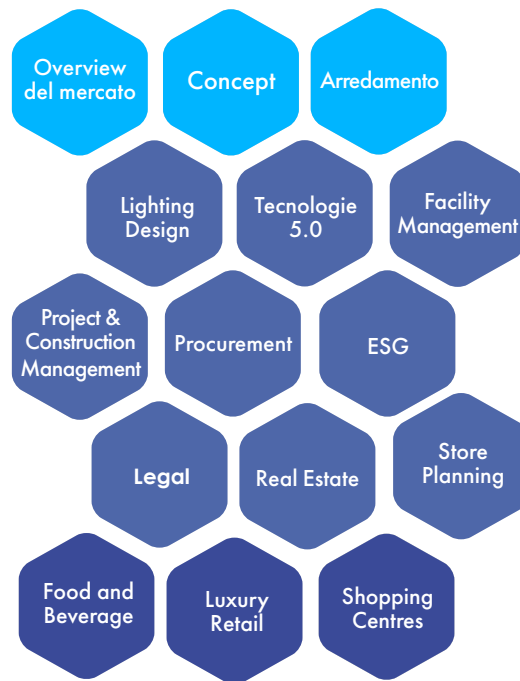 Overview
del mercato
Concept
Arredamento
Lighting
Design
Tecnologie
5.0
Facility
Management
Project &
Construction
Management
Procurement
ESG
Legal
Real Estate
Store
Planning
Food and
Beverage
Luxury
Retail
Shopping
Centres